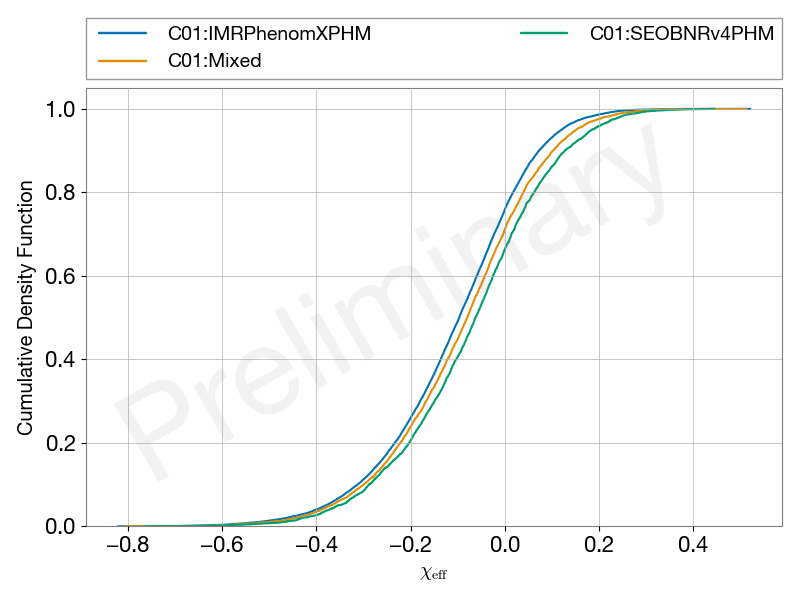 C01:IMRPhenomXPHM
C01:Mixed
C01:SEOBNRv4PHM
Preliminary
Cumulative Density Function
1.0
0.8
0.6
0.4
0.2
0.0
−0.8 −0.6 −0.4 −0.2 0.0 0.2 0.4
χeff